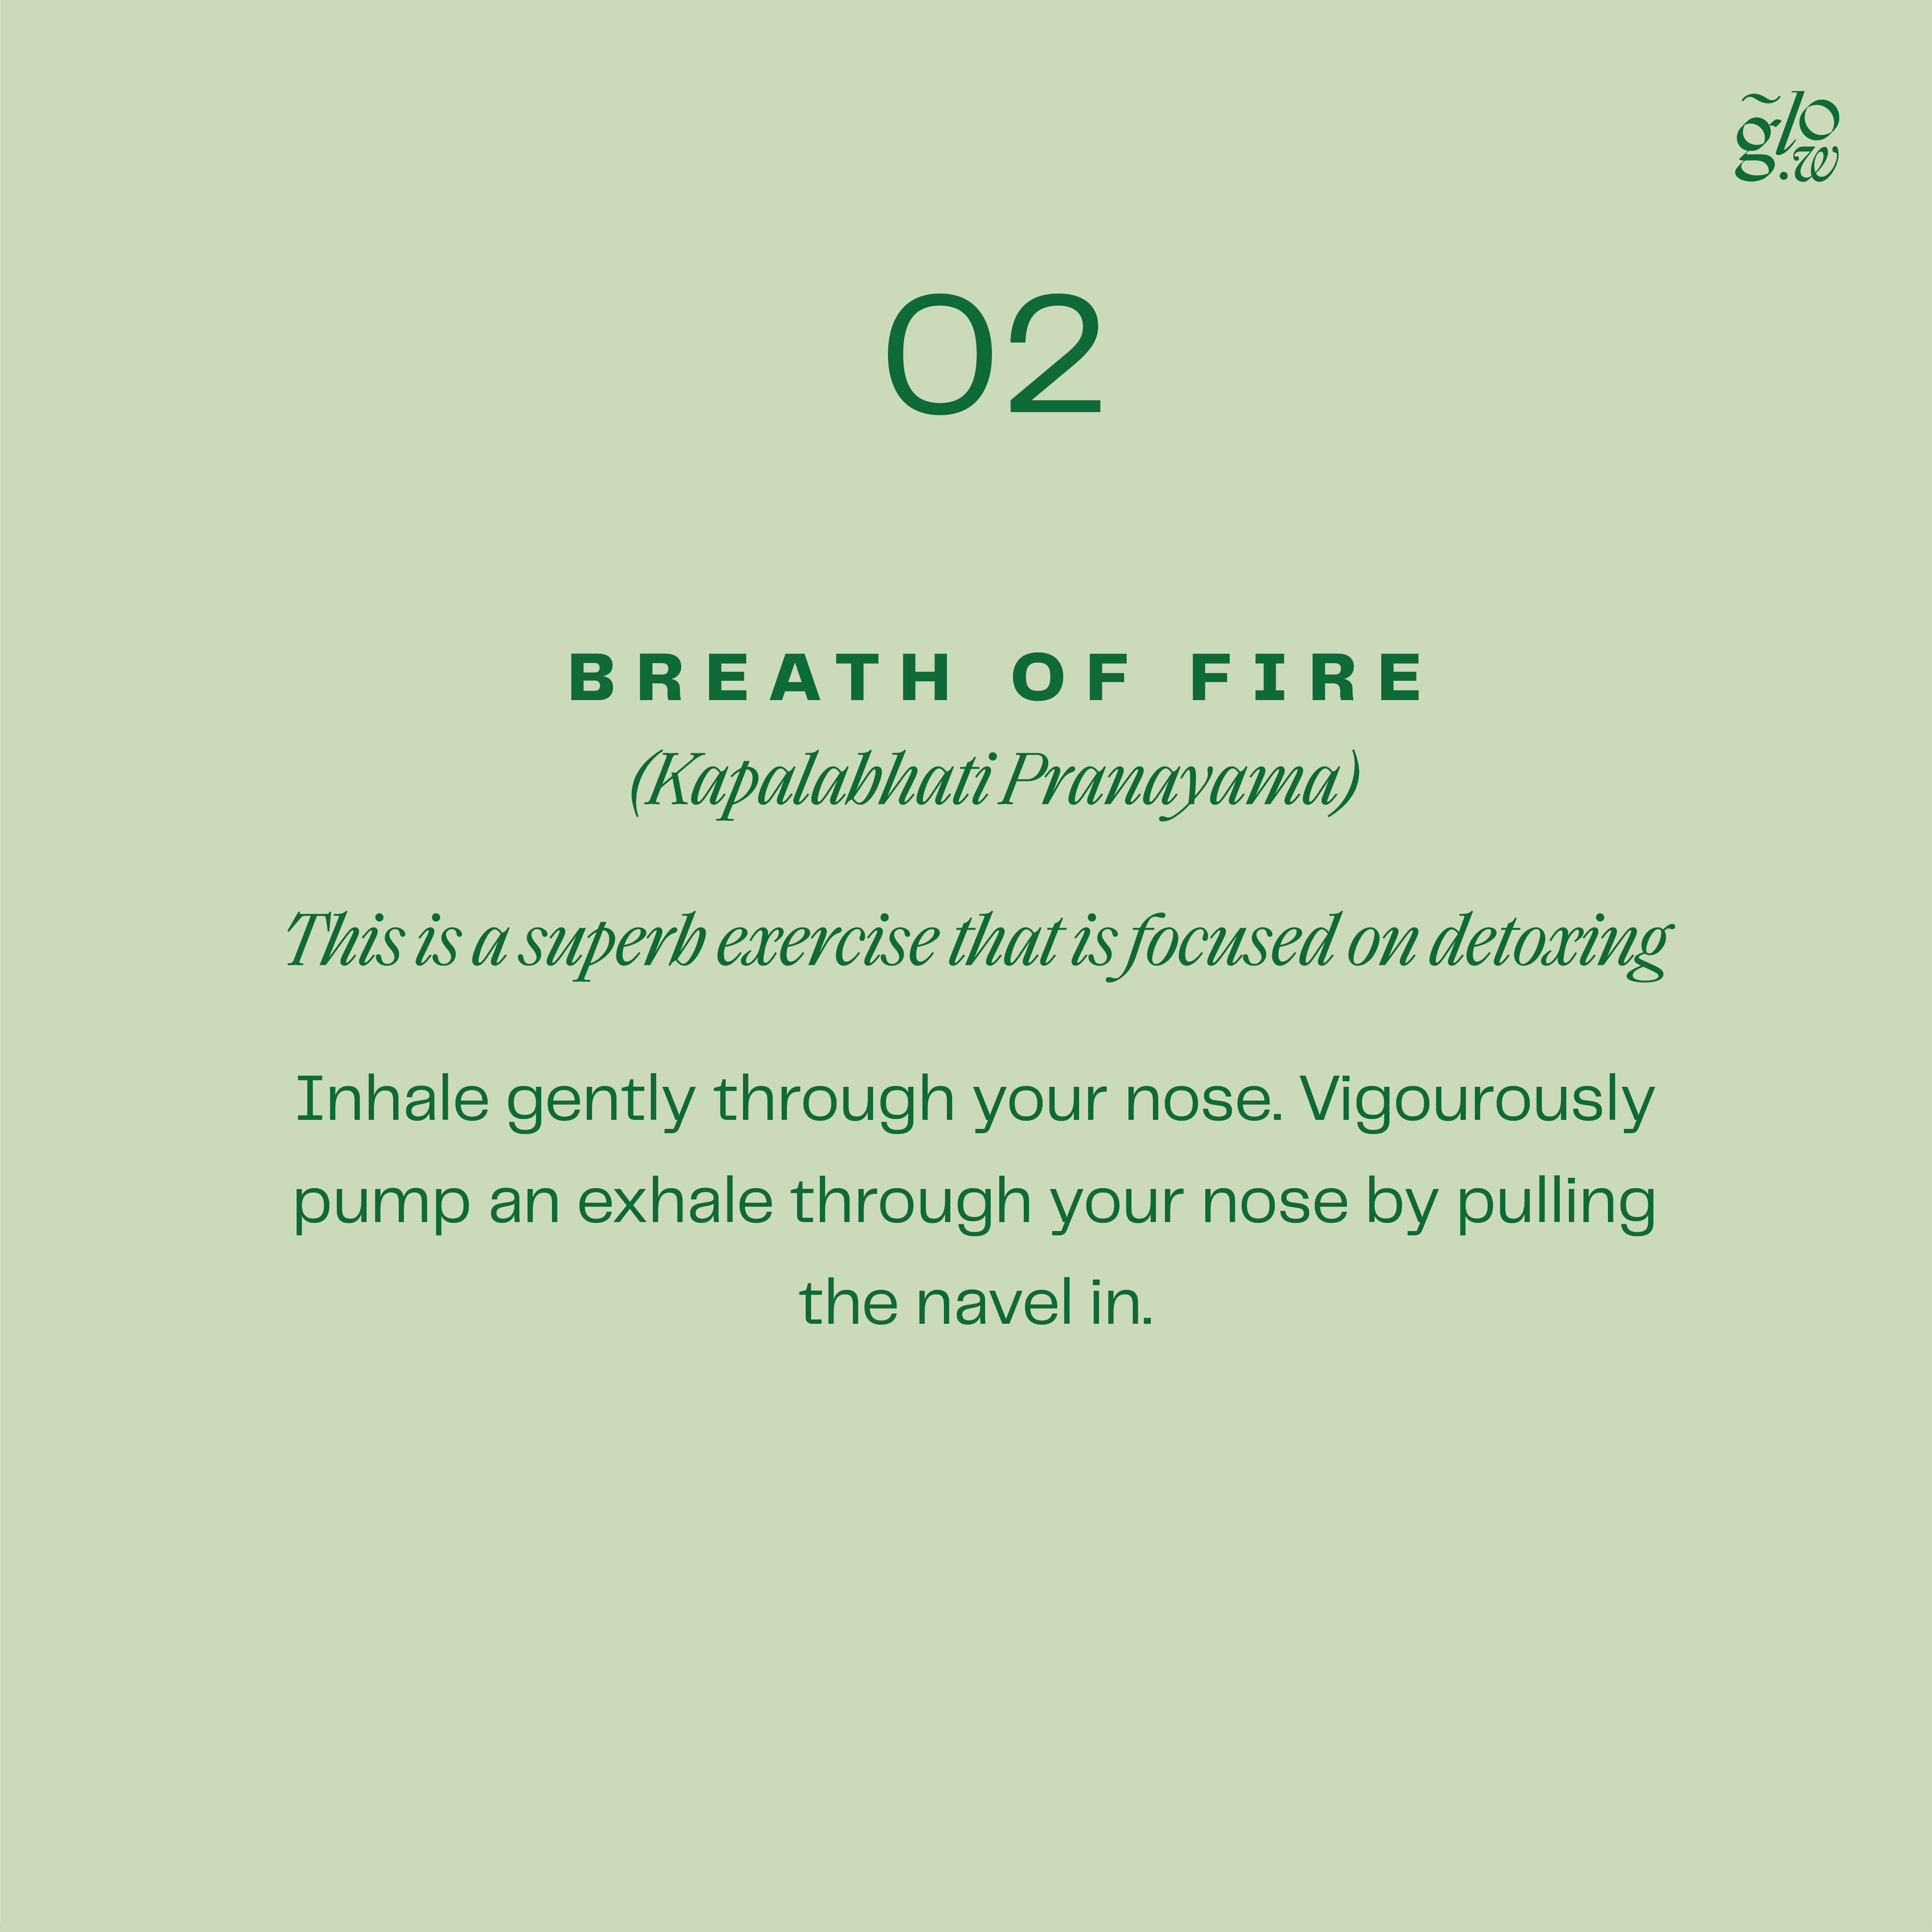 glo
.w
02
BREATH OF FIRE
(Kapalabhati Pranayama)
This is a superb exercise that is focused on detoxing
Inhale gently through your nose. Vigourously
pump an exhale through your nose by pulling
the navel in.